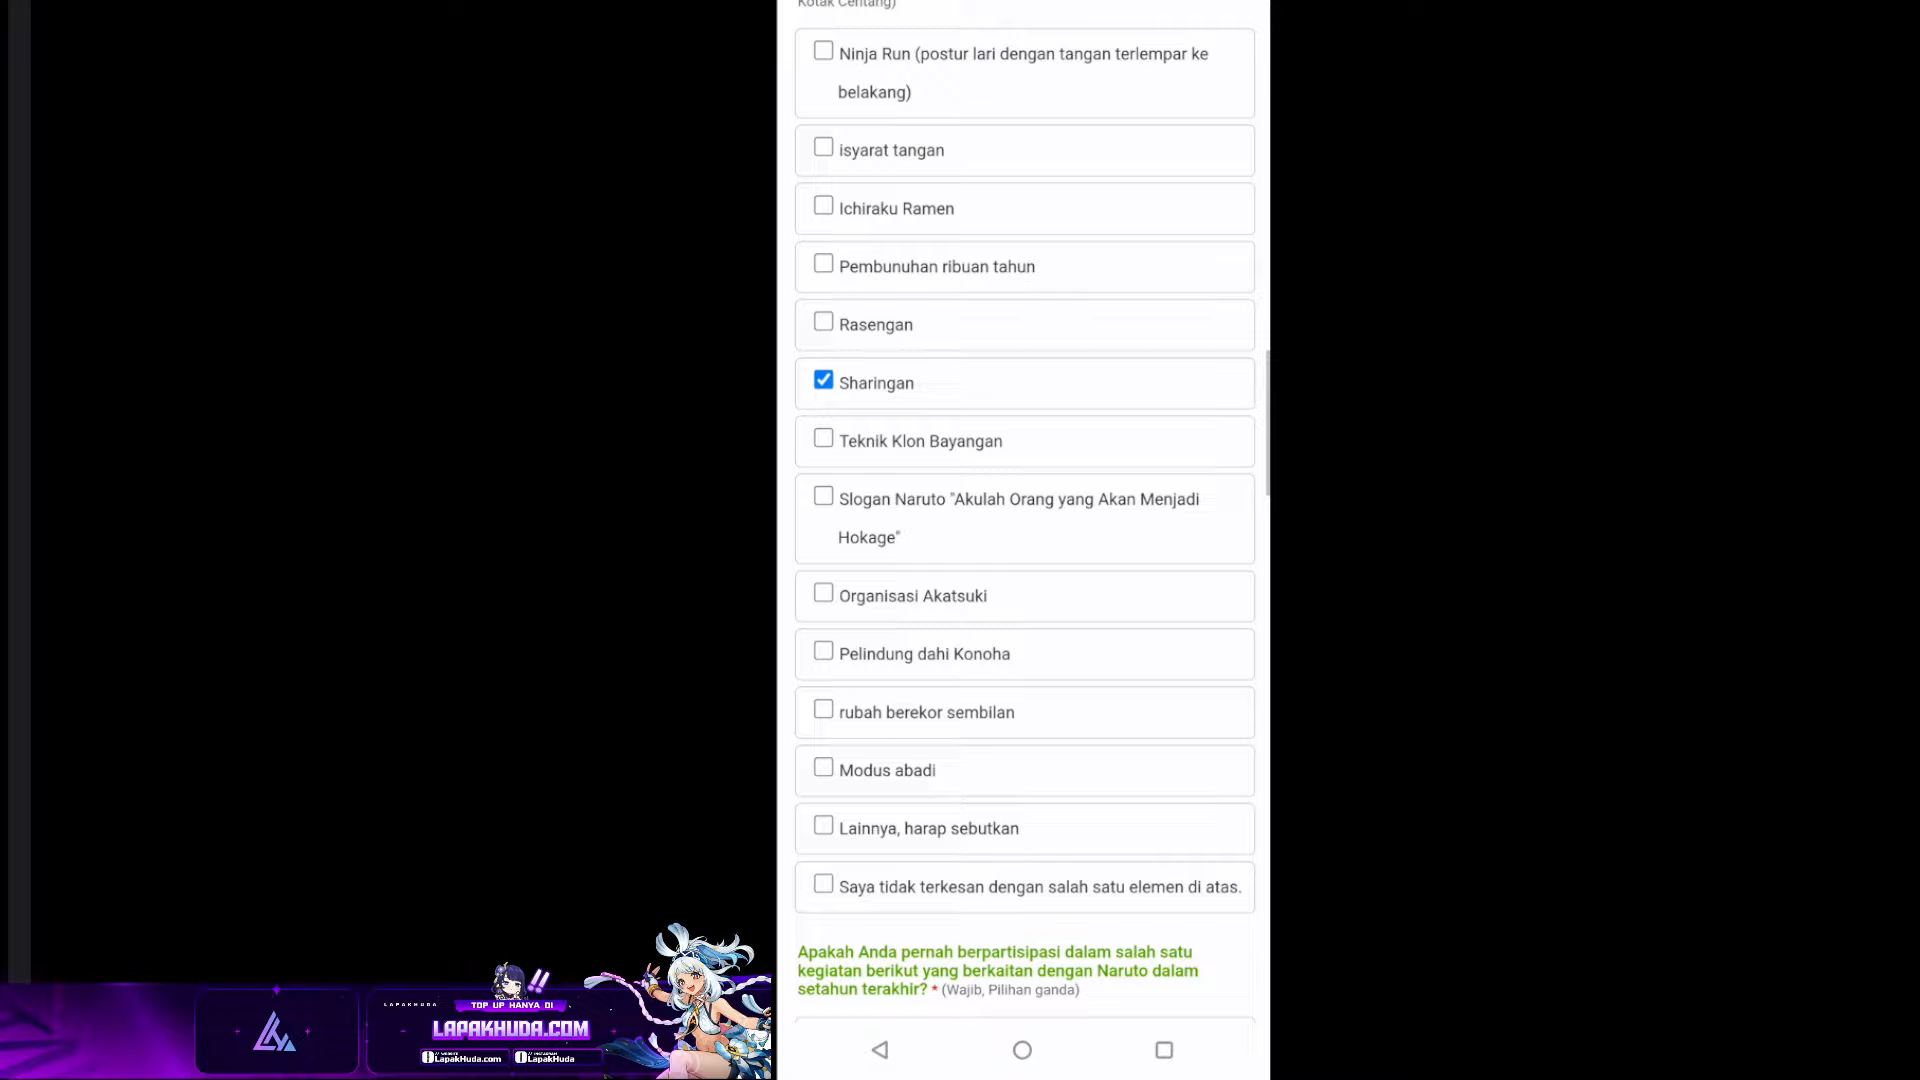 Kotak Centang)
Ninja Run (postur lari dengan tangan terlempar ke
belakang)
isyarat tangan
Ichiraku Ramen
Pembunuhan ribuan tahun
Rasengan
Sharingan
Teknik Klon Bayangan
Slogan Naruto "Akulah Orang yang Akan Menjadi
Hokage"
Organisasi Akatsuki
Pelindung dahi Konoha
rubah berekor sembilan
Modus abadi
Lainnya, harap sebutkan
Saya tidak terkesan dengan salah satu elemen di atas.
Apakah Anda pernah berpartisipasi dalam salah satu
kegiatan berikut yang berkaitan dengan Naruto dalam
setahun terakhir? * (Wajib, Pilihan ganda)
!!
LAPAKHUDA
TOP UP HANYA DI
LAPAKHUDA.COM
// WEBSITE
LapakHuda.com
// INSTAGRAM
LapakHuda